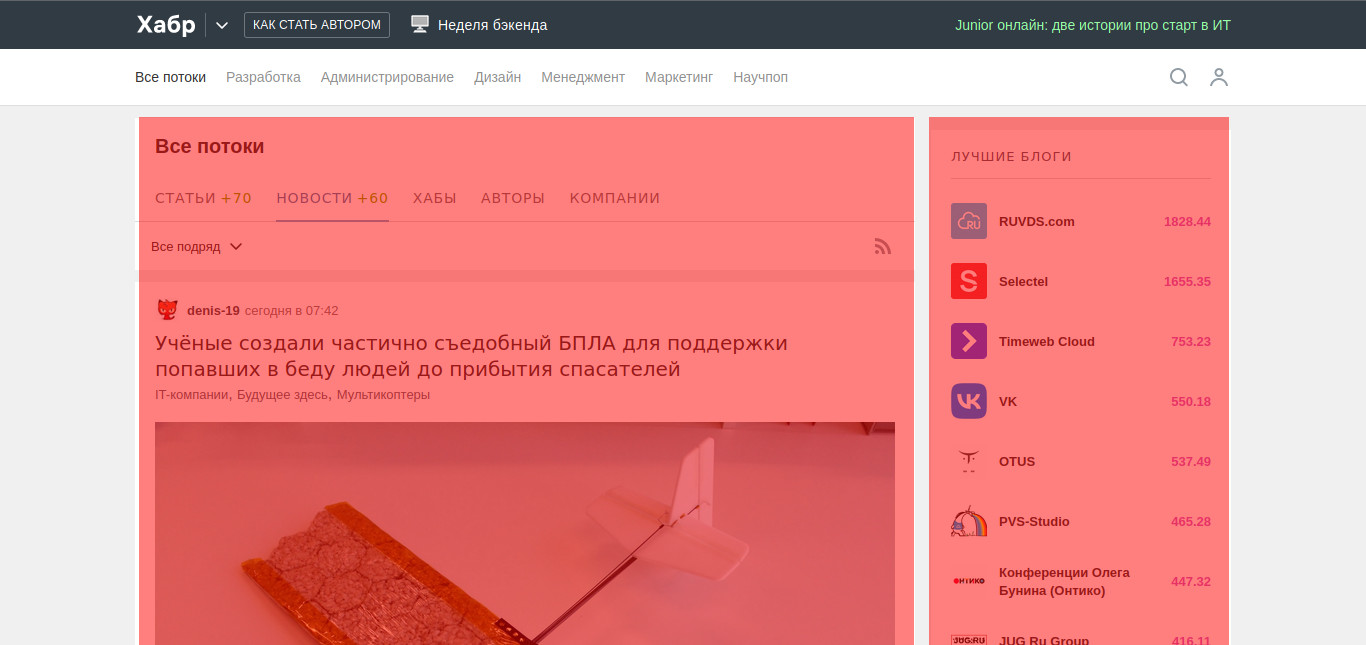 Хабр
КАК СТАТЬ АВТОРОМ
Неделя бэкенда
Junior онлайн: две истории про старт в ИТ
Все потоки Разработка Администрирование Дизайн Менеджмент Маркетинг Научпоп
Все потоки
СТАТЬИ +70 НОВОСТИ +60 ХАБЫ АВТОРЫ КОМПАНИИ
Все подряд
denis-19 сегодня в 07:42
Учёные создали частично съедобный БПЛА для поддержки
попавших в беду людей до прибытия спасателей
IT-компании, Будущее здесь, Мультикоптеры
ЛУЧШИЕ БЛОГИ
RU
RUVDS.com 1828.44
S
Selectel 1655.35
Timeweb Cloud 753.23
VK 550.18
OTUS 537.49
PVS-Studio 465.28
ОНТИКО
Конференции Олега
Бунина (Онтико) 447.32
JUG.RU
JUG Ru Group 416.11